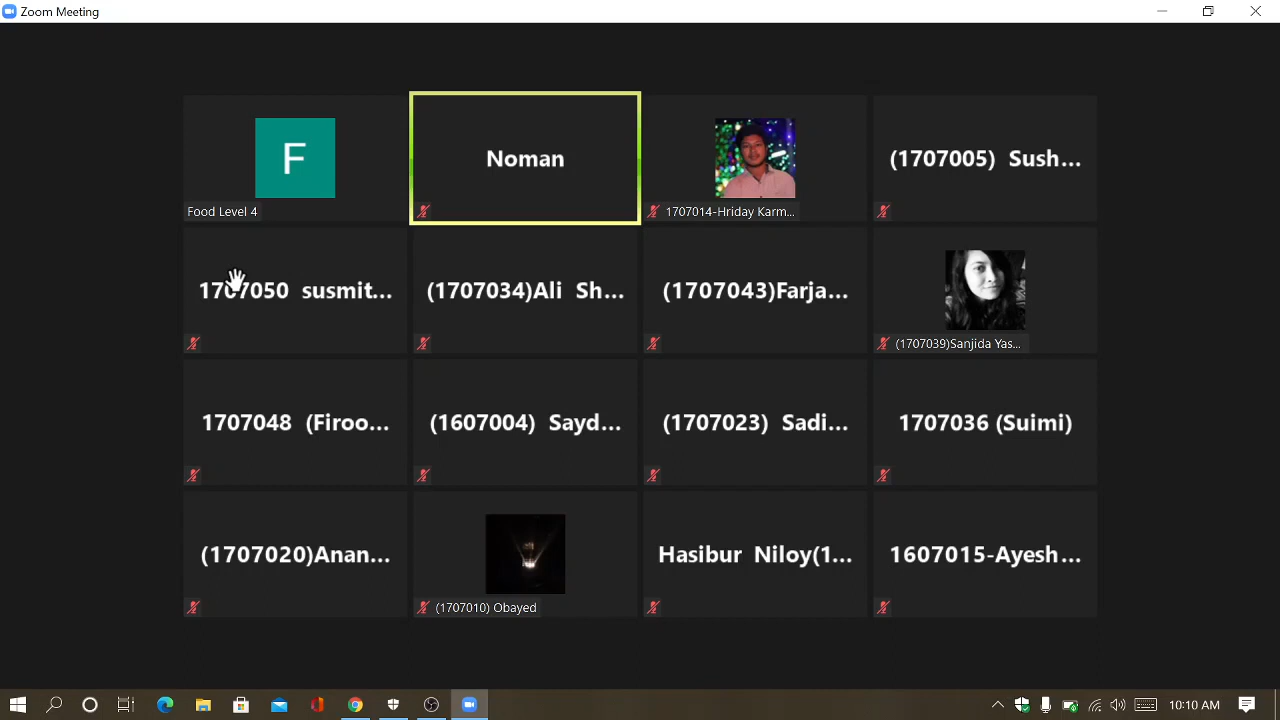 Zoom Meeting
F
Food Level 4
Noman
1707014-Hriday Karm...
(1707005) Sush...
1707050 susmit...
(1707034)Ali Sh...
(1707043)Farja...
(1707039)Sanjida Yas...
1707048 (Firoo...
(1607004) Sayd...
(1707023) Sadi...
1707036 (Suimi)
(1707020)Anan...
(1707010) Obayed
Hasibur Niloy(1...
1607015-Ayesh...
10:10 AM